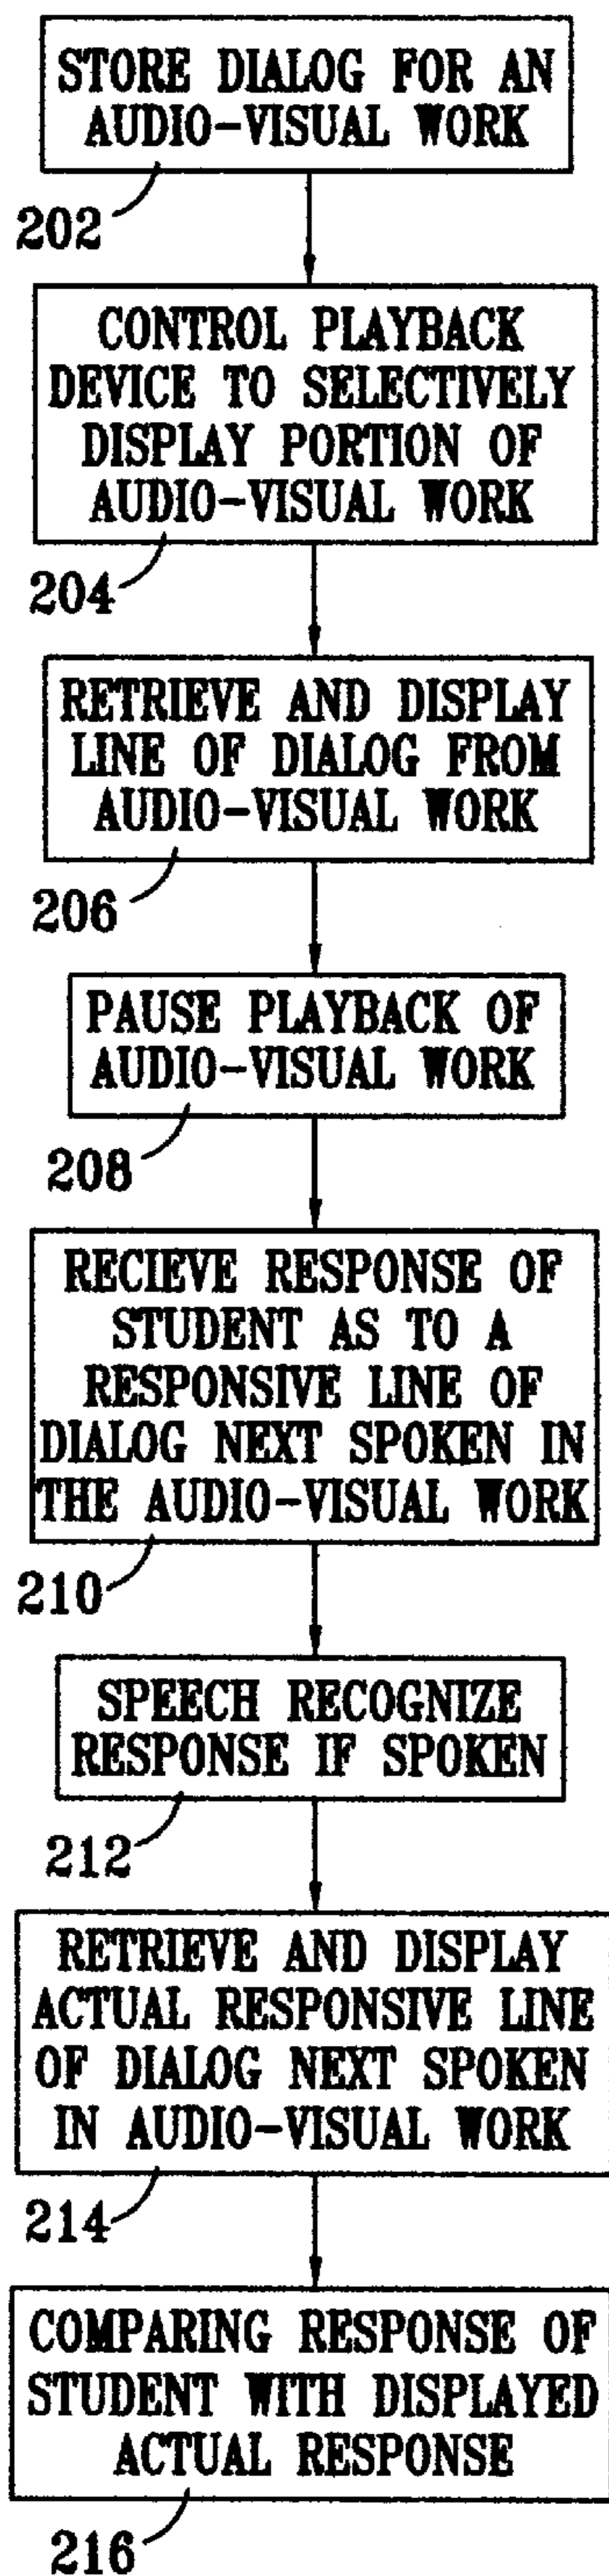 STORE DIALOG FOR AN
AUDIO-VISUAL WORK
202
CONTROL PLAYBACK
DEVICE TO SELECTIVELY
DISPLAY PORTION OF
AUDIO-VISUAL WORK
204
RETRIEVE AND DISPLAY
LINE OF DIALOG FROM
AUDIO-VISUAL WORK
206
PAUSE PLAYBACK OF
AUDIO-VISUAL WORK
208
RECIEVE RESPONSE OF
STUDENT AS TO A
RESPONSIVE LINE OF
DIALOG NEXT SPOKEN IN
THE AUDIO-VISUAL WORK
210
SPEECH RECOGNIZE
RESPONSE IF SPOKEN
212
RETRIEVE AND DISPLAY
ACTUAL RESPONSIVE LINE
OF DIALOG NEXT SPOKEN
IN AUDIO-VISUAL WORK
214
COMPARING RESPONSE OF
STUDENT WITH DISPLAYED
ACTUAL RESPONSE
216